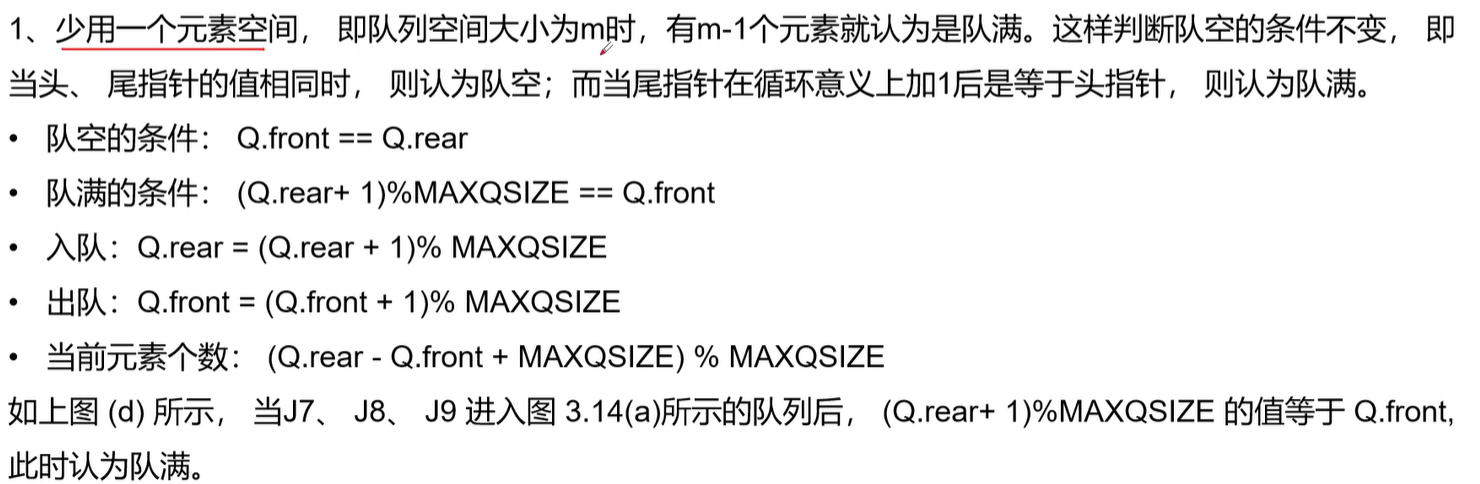 1、少用一个元素空间， 即队列空间大小为m时，有m-1个元素就认为是队满。这样判断队空的条件不变， 即
当头、 尾指针的值相同时， 则认为队空；而当尾指针在循环意义上加1后是等于头指针， 则认为队满。
• 队空的条件： Q.front == Q.rear
• 队满的条件： (Q.rear+ 1)%MAXQSIZE == Q.front
• 入队：Q.rear = (Q.rear + 1)% MAXQSIZE
• 出队：Q.front = (Q.front + 1)% MAXQSIZE
• 当前元素个数： (Q.rear - Q.front + MAXQSIZE) % MAXQSIZE
如上图 (d) 所示， 当J7、 J8、 J9 进入图 3.14(a)所示的队列后， (Q.rear+ 1)%MAXQSIZE 的值等于 Q.front,
此时认为队满。